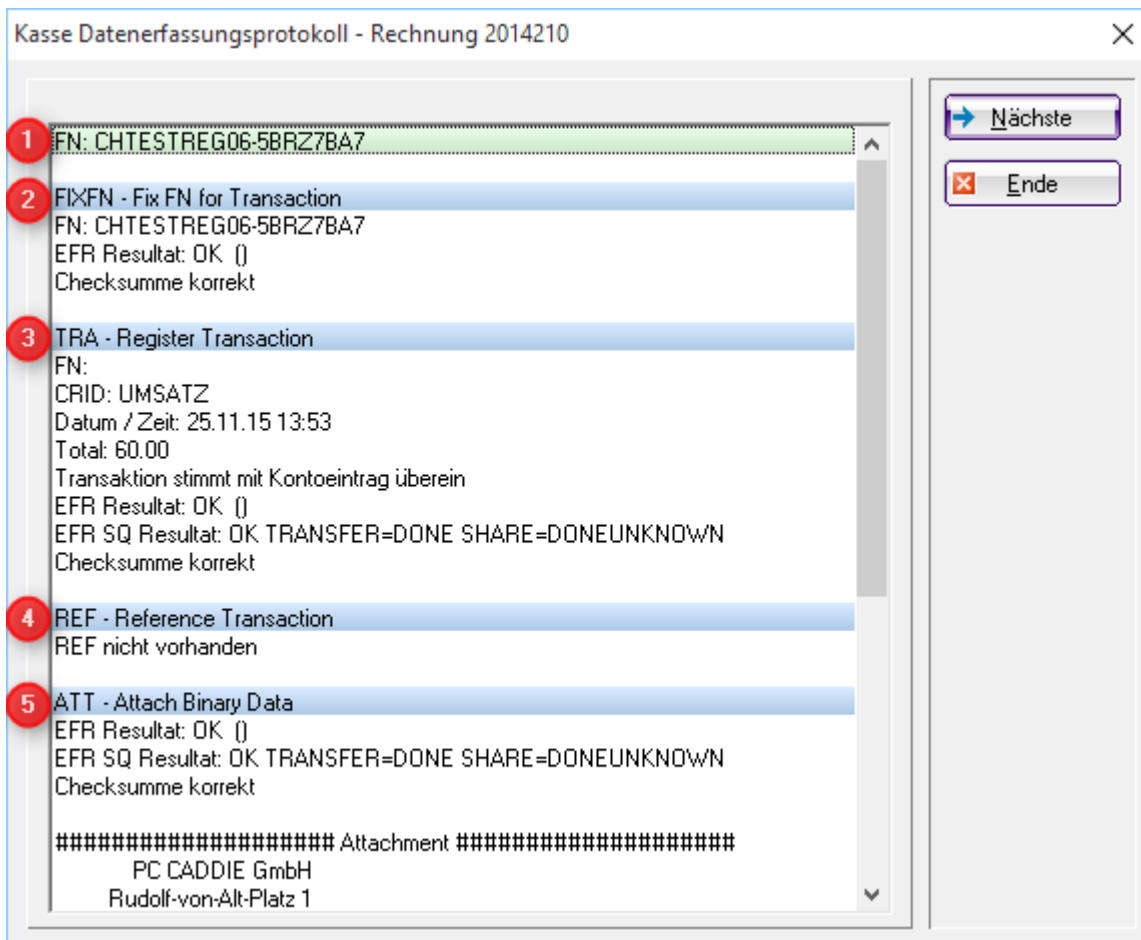 Kasse Datenerfassungsprotokoll - Rechnung 2014210
1 FN: CHTESTREG06-5BRZ7BA7
2 FIXFN - Fix FN for Transaction
FN: CHTESTREG06-5BRZ7BA7
EFR Resultat: OK ()
Checksumme korrekt
3 TRA - Register Transaction
FN:
CRID: UMSATZ
Datum / Zeit: 25.11.15 13:53
Total: 60.00
Transaktion stimmt mit Kontoeintrag überein
EFR Resultat: OK ()
EFR SQ Resultat: OK TRANSFER=DONE SHARE=DONEUNKNOWN
Checksumme korrekt
4 REF - Reference Transaction
REF nicht vorhanden
5 ATT - Attach Binary Data
EFR Resultat: OK ()
EFR SQ Resultat: OK TRANSFER=DONE SHARE=DONEUNKNOWN
Checksumme korrekt
#################### Attachment ####################
PC CADDIE GmbH
Rudolf-von-Alt-Platz 1
Nächste
Ende